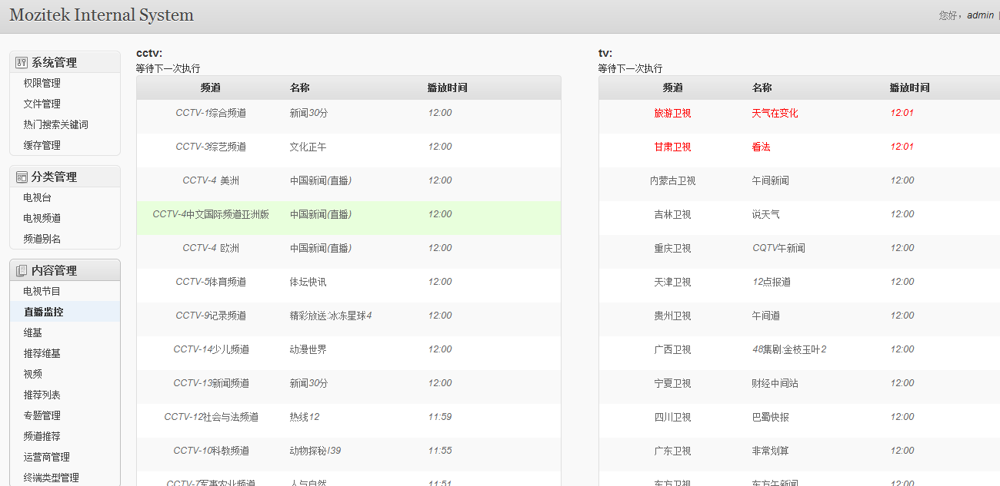 Mozitek Internal System
您好，admin |
系统管理
权限管理
文件管理
热门搜索关键词
缓存管理
分类管理
电视台
电视频道
频道别名
内容管理
电视节目
直播监控
维基
推荐维基
视频
推荐列表
专题管理
频道推荐
运营商管理
终端类型管理
cctv:
等待下一次执行
频道 名称 播放时间
CCTV-1综合频道 新闻30分 12:00
CCTV-3综艺频道 文化正午 12:00
CCTV-4 美洲 中国新闻(直播) 12:00
CCTV-4中文国际频道亚洲版 中国新闻(直播) 12:00
CCTV-4 欧洲 中国新闻(直播) 12:00
CCTV-5体育频道 体坛快讯 12:00
CCTV-9记录频道 精彩放送:冰冻星球4 12:00
CCTV-14少儿频道 动漫世界 12:00
CCTV-13新闻频道 新闻30分 12:00
CCTV-12社会与法频道 热线12 11:59
CCTV-10科教频道 动物探秘139 11:55
CCTV-7军事农业频道 人与自然 11:51
tv:
等待下一次执行
频道 名称 播放时间
旅游卫视 天气在变化 12:01
甘肃卫视 看法 12:01
内蒙古卫视 午间新闻 12:00
吉林卫视 说天气 12:00
重庆卫视 CQTV午新闻 12:00
天津卫视 12点报道 12:00
贵州卫视 午间道 12:00
广西卫视 48集剧:金枝玉叶2 12:00
宁夏卫视 财经中间站 12:00
四川卫视 巴蜀快报 12:00
广东卫视 非常划算 12:00
东方卫视 东方午新闻 12:00